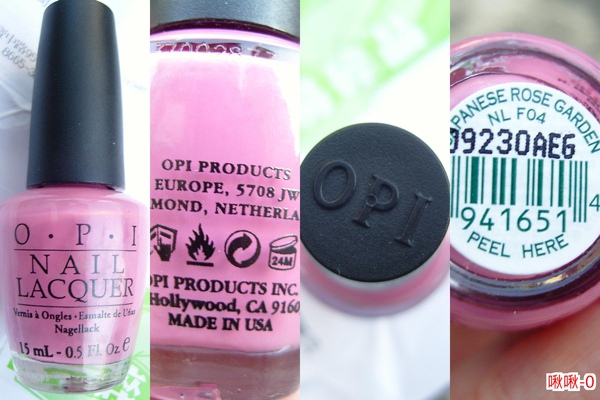 O·P·I
NAIL
LACQUER
Vernis à Ongles · Esmalte de Uñas
Nagellack
15 mL - 0.5 Fl. Oz e
OPI PRODUCTS
EUROPE, 5708 JW
MOND, NETHERLA
24M
OPI PRODUCTS INC.
Hollywood, CA 9160
MADE IN USA
OPI
PANESE ROSE GARDEN
NL F04
09230AE6
941651 4
PEEL HERE
啾啾-O